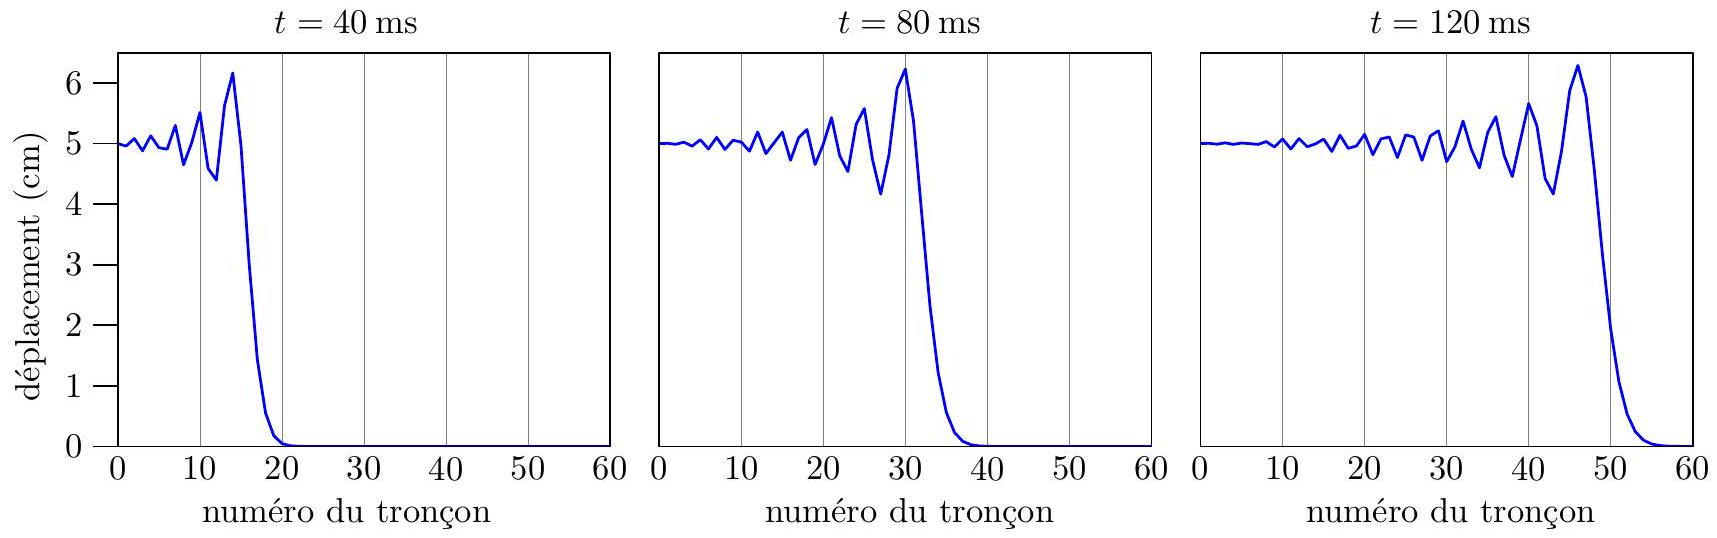 t = 40 ms
t = 80 ms
t = 120 ms
déplacement (cm)
6
5
4
3
2
1
0
0 10 20 30 40 50 60
0 10 20 30 40 50 60
0 10 20 30 40 50 60
numéro du tronçon
numéro du tronçon
numéro du tronçon